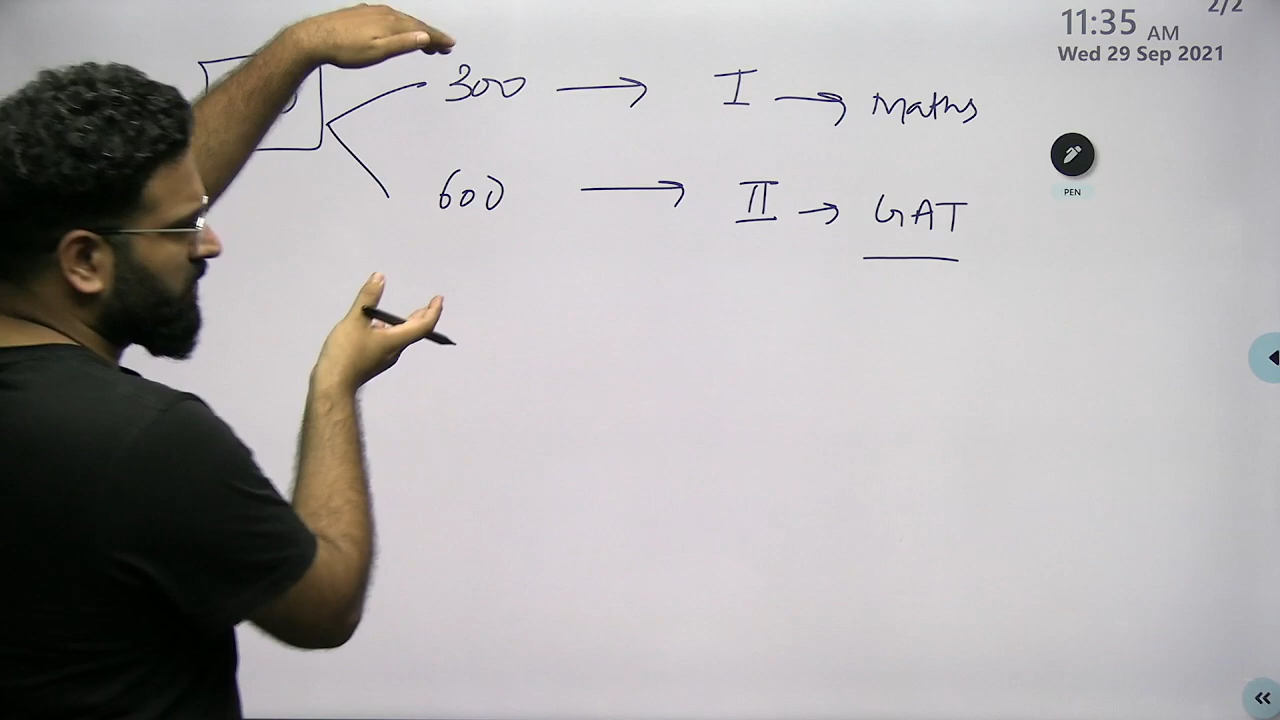 2/2
11:35 AM
Wed 29 Sep 2021
300 → I → Maths
PEN
600 → II → GAT